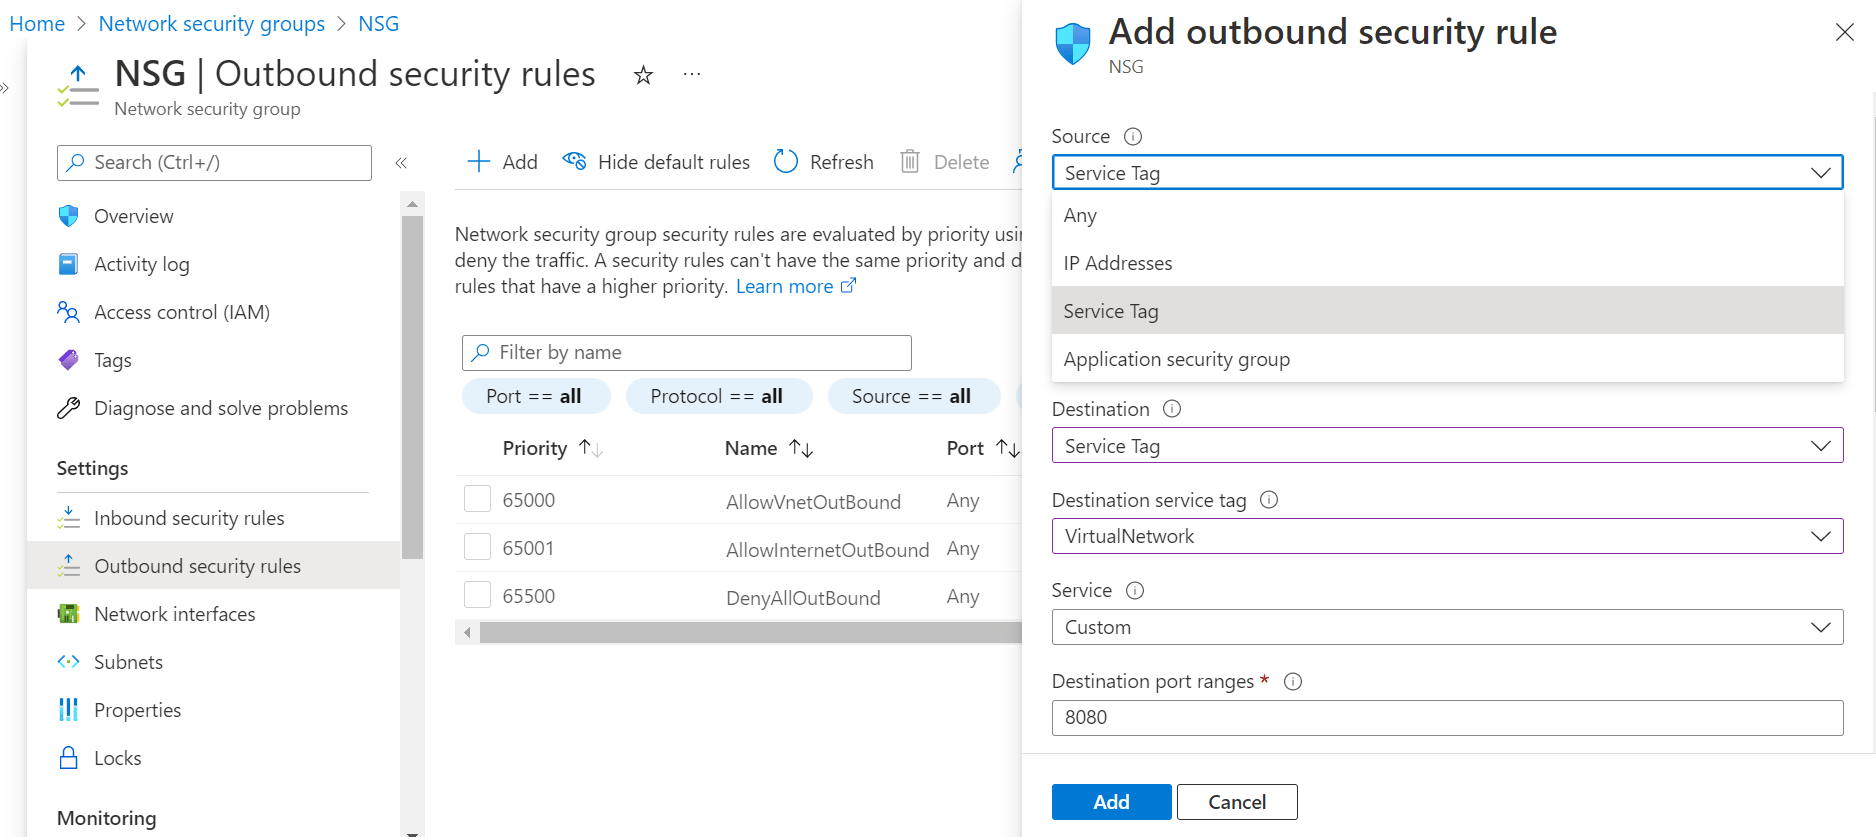 Home > Network security groups > NSG
NSG | Outbound security rules
Network security group
Search (Ctrl+/)
Overview
Activity log
Access control (IAM)
Tags
Diagnose and solve problems
Settings
Inbound security rules
Outbound security rules
Network interfaces
Subnets
Properties
Locks
Monitoring
Add Hide default rules Refresh Delete
Network security group security rules are evaluated by priority
deny the traffic. A security rules can't have the same priority and
rules that have a higher priority. Learn more
Filter by name
Port == all Protocol == all Source == all
Priority Name Port
65000 AllowVnetOutBound Any
65001 AllowInternetOutBound Any
65500 DenyAllOutBound Any
Add outbound security rule
NSG
Source
Service Tag
Any
IP Addresses
Service Tag
Application security group
Destination
Service Tag
Destination service tag
VirtualNetwork
Service
Custom
Destination port ranges *
8080
Add Cancel